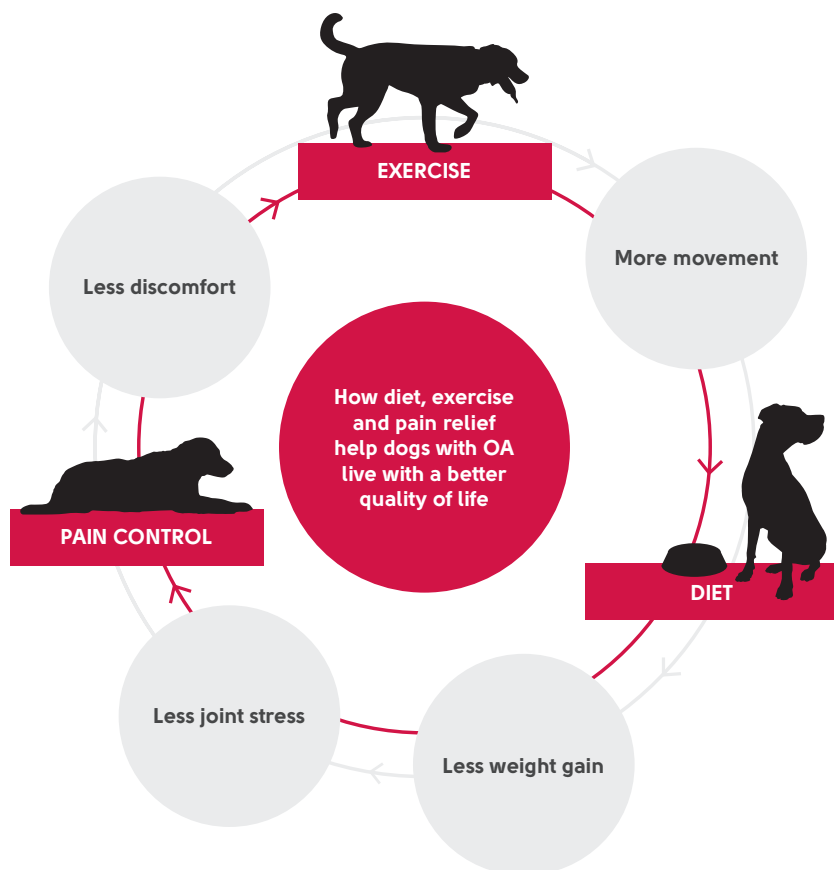 EXERCISE
More movement
DIET
Less weight gain
Less joint stress
PAIN CONTROL
Less discomfort
How diet, exercise
and pain relief
help dogs with OA
live with a better
quality of life